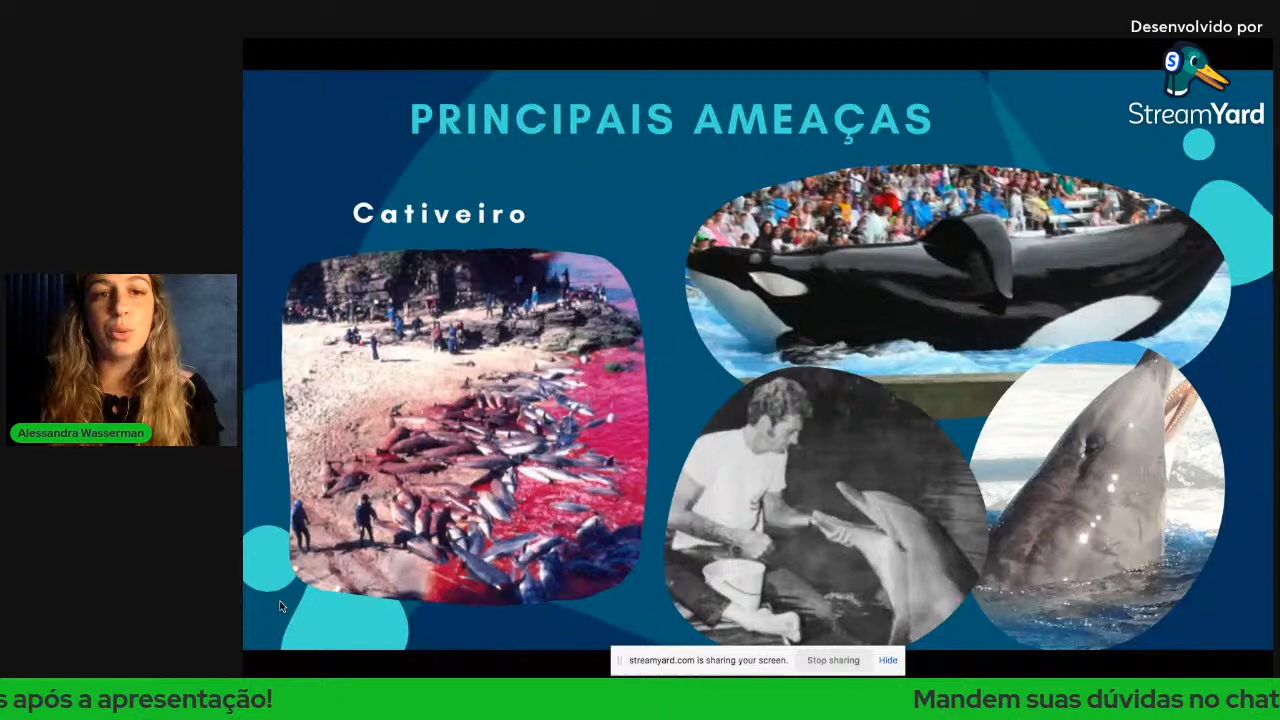 Desenvolvido por
S
StreamYard
PRINCIPAIS AMEAÇAS
Cativeiro
Alessandra Wasserman
streamyard.com is sharing your screen.
Stop sharing
Hide
s após a apresentação!
Mandem suas dúvidas no chat